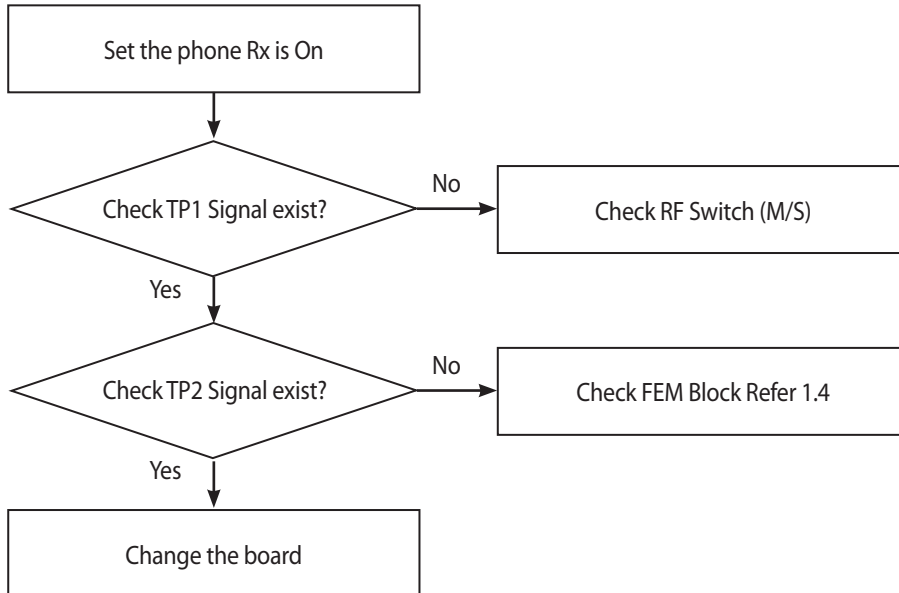 Set the phone Rx is On
Check TP1 Signal exist?
No
Check RF Switch (M/S)
Yes
Check TP2 Signal exist?
No
Check FEM Block Refer 1.4
Yes
Change the board